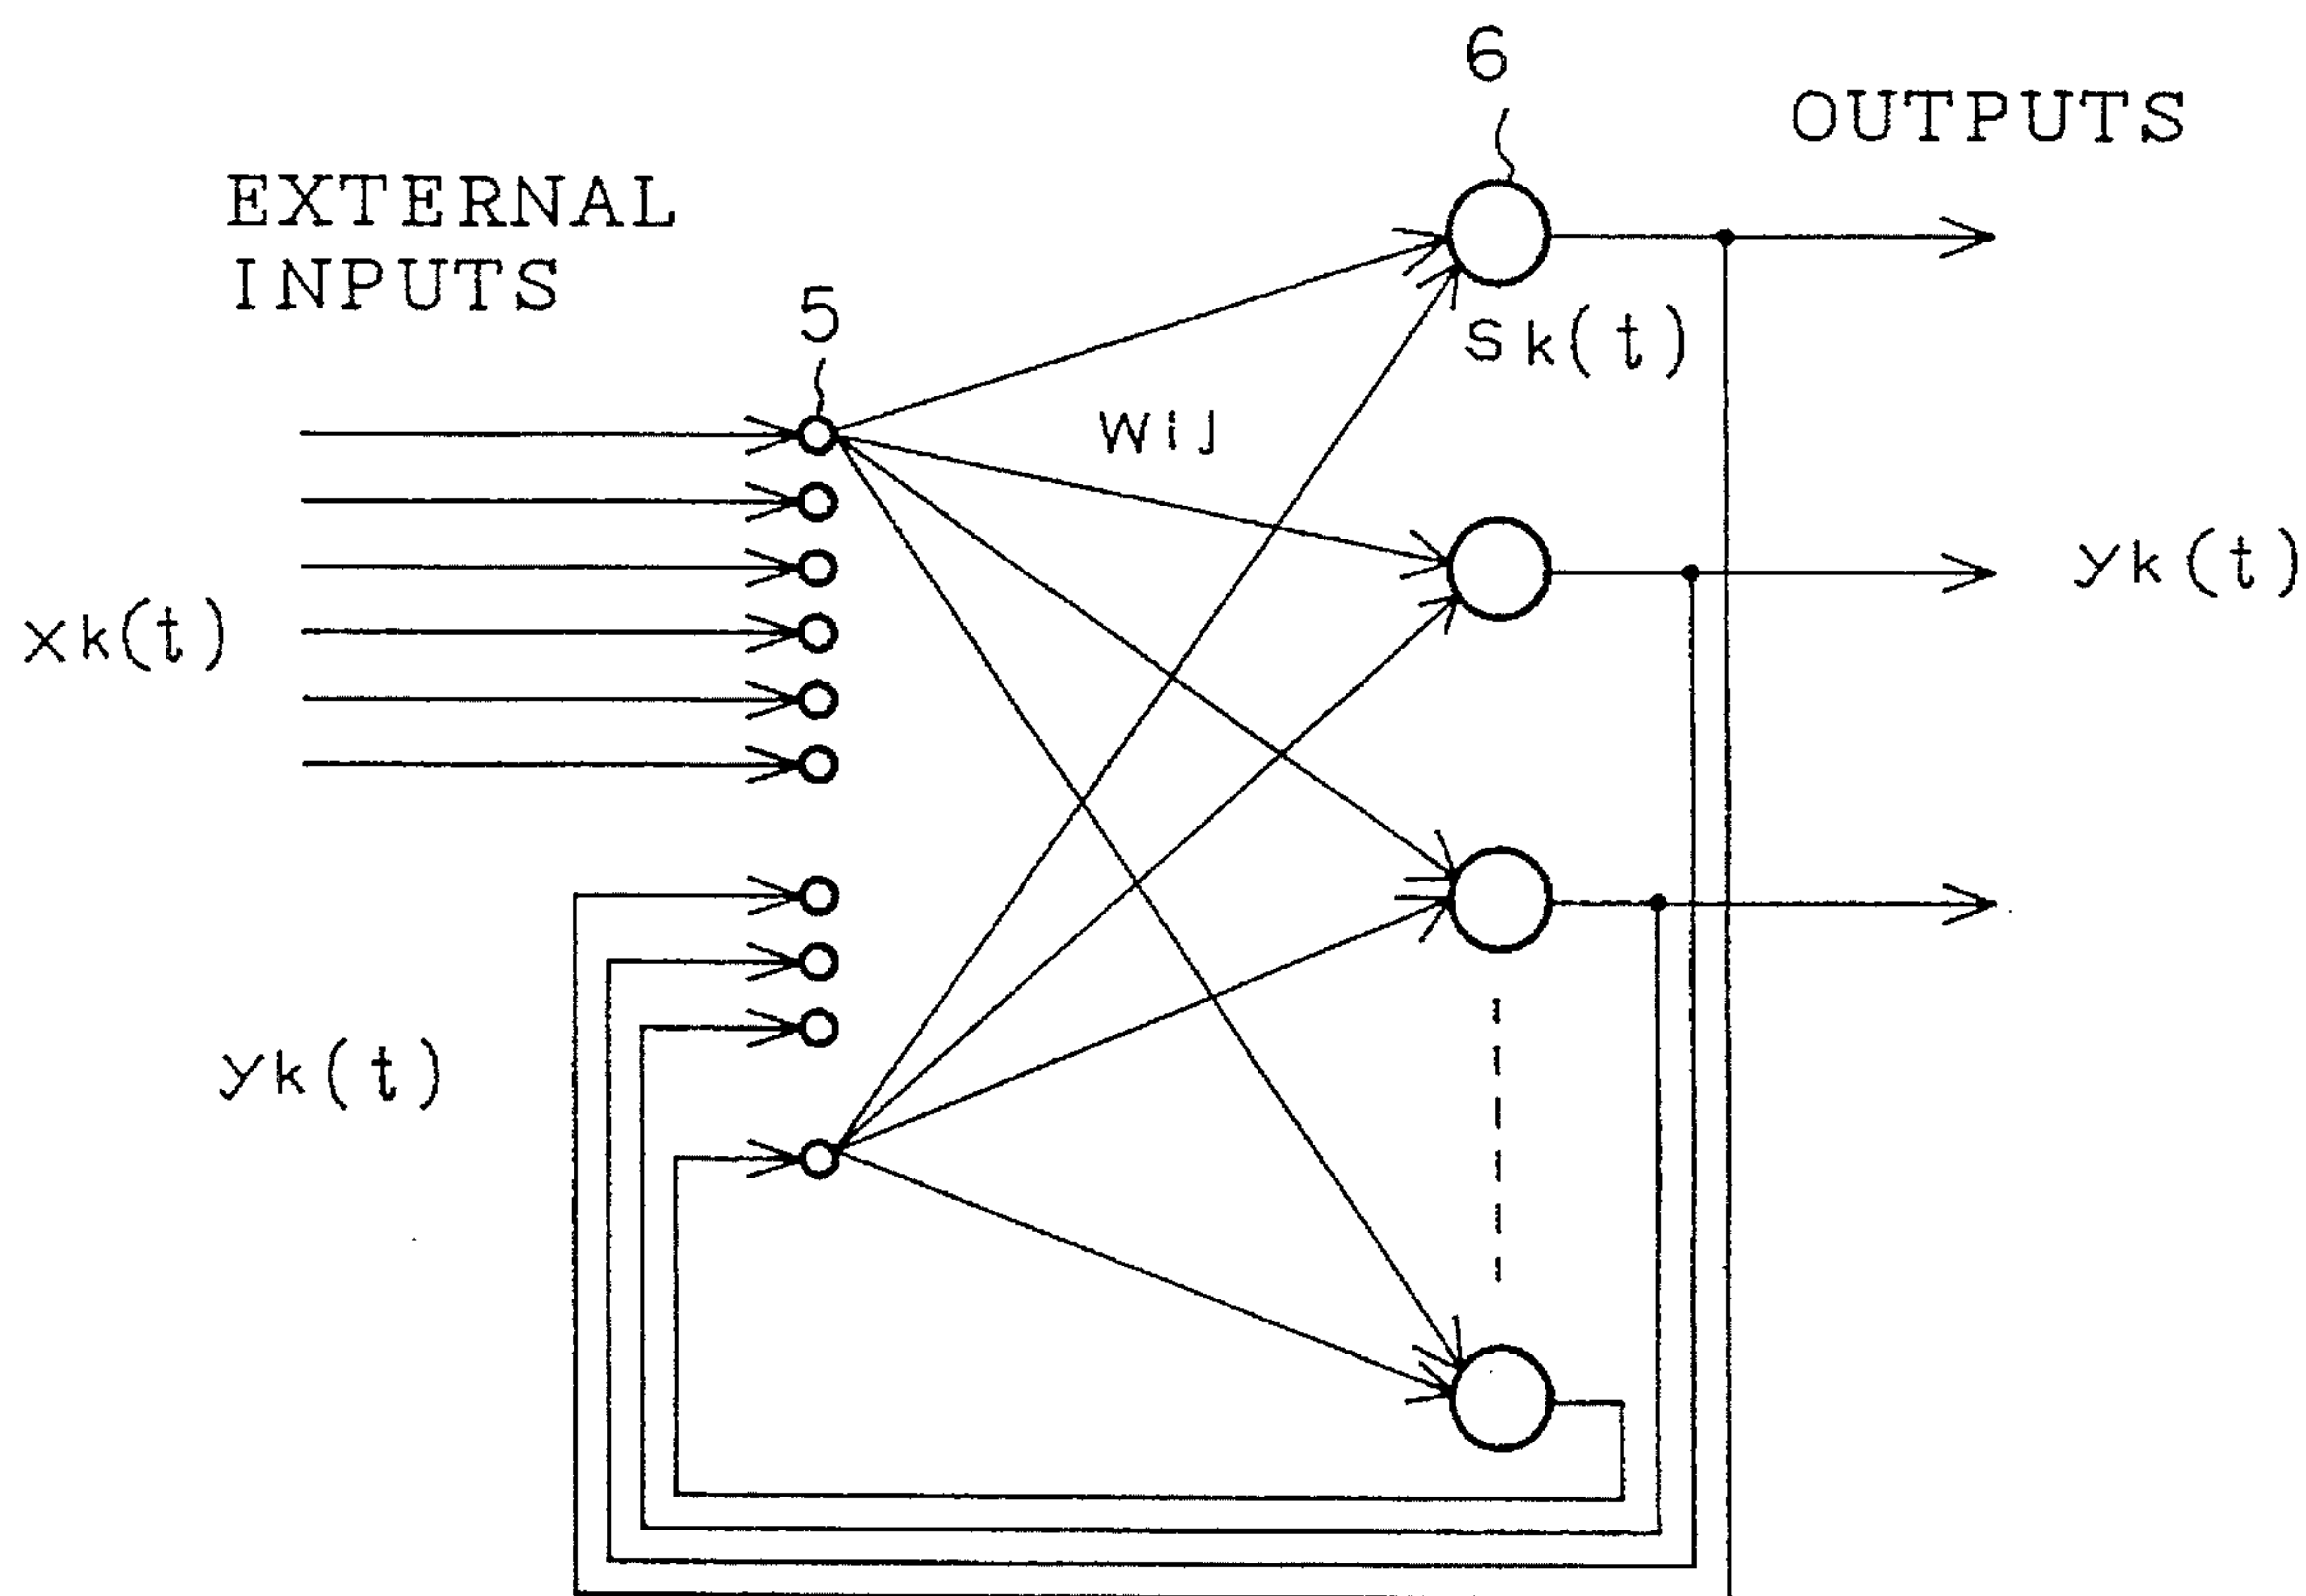 6
OUTPUTS
EXTERNAL
INPUTS
5
Sk(t)
Wij
yk(t)
xk(t)
yk(t)